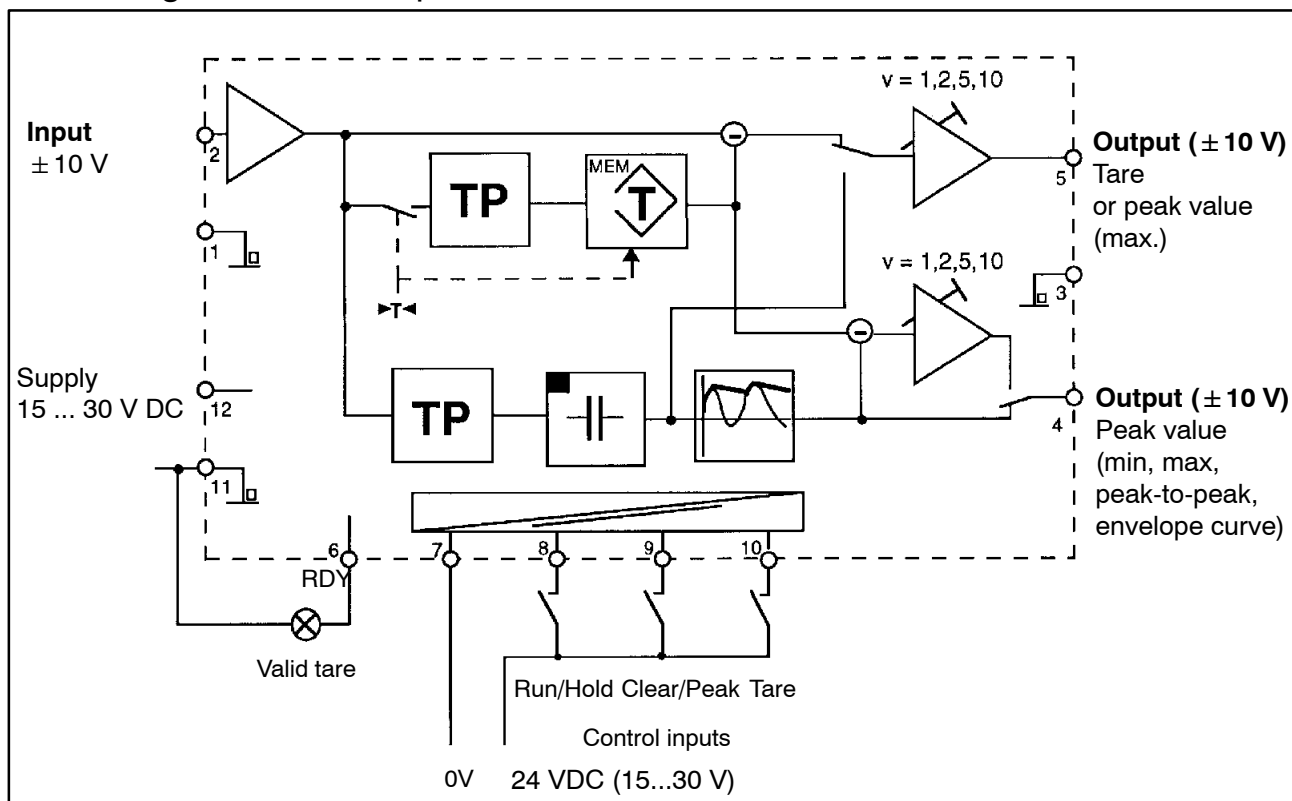 v = 1,2,5,10
Input
± 10 V
2
1
TP
MEM
T
T
Output (± 10 V)
Tare
or peak value
(max.)
5
v = 1,2,5,10
3
Supply
15 ... 30 V DC
12
11
TP
Output (± 10 V)
Peak value
(min, max,
peak-to-peak,
envelope curve)
4
6
7
8
9
10
RDY
Valid tare
Run/Hold Clear/Peak Tare
Control inputs
0V
24 VDC (15...30 V)